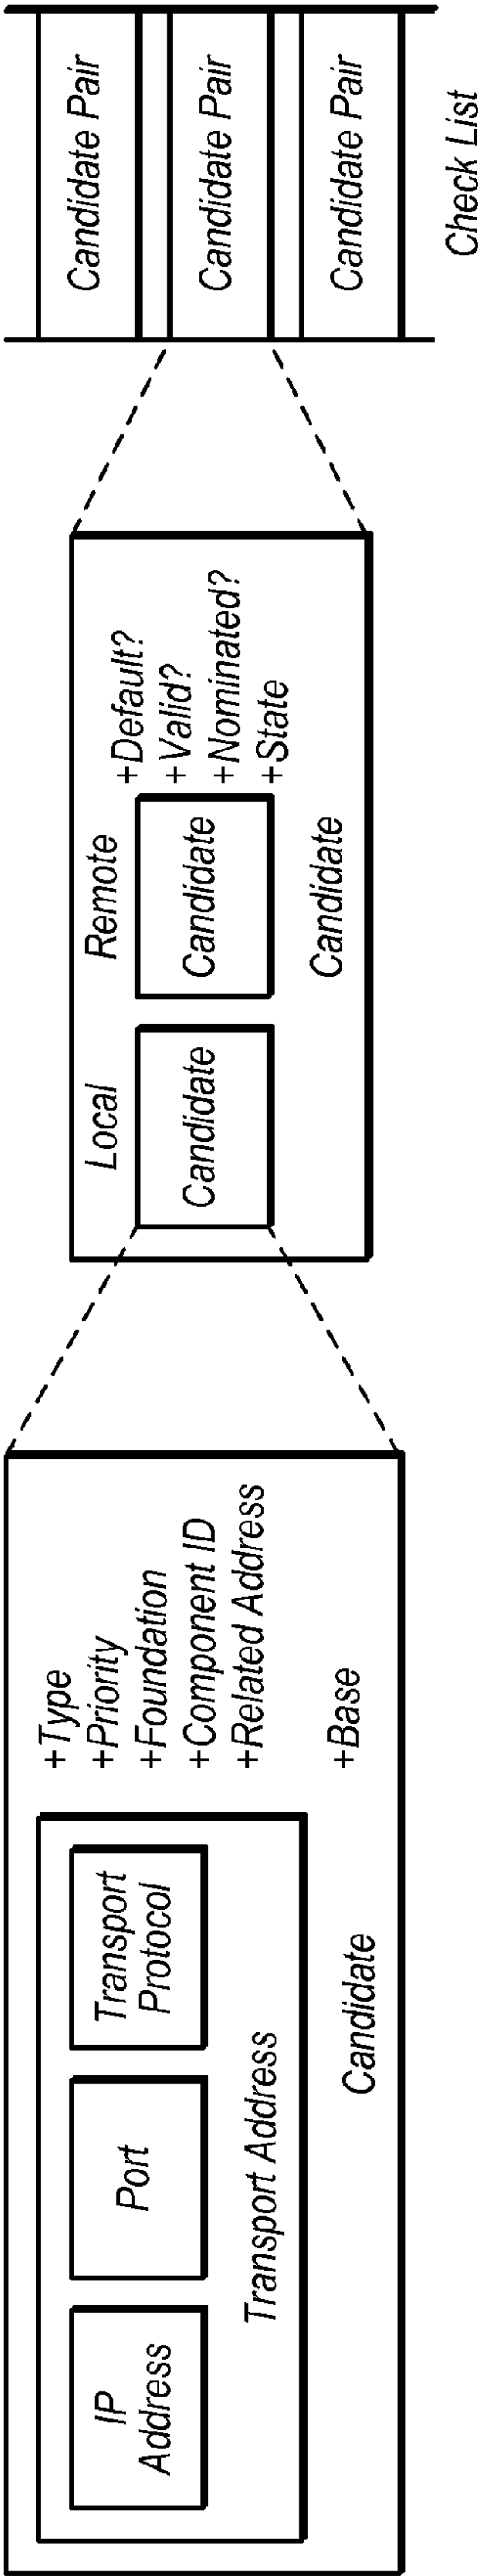 IP
Address
Port
Transport
Protocol
Transport Address
Candidate
+Type
+Priority
+Foundation
+Component ID
+Related Address
+Base
Local
Remote
Candidate
Candidate
+Default?
+Valid?
+Nominated?
+State
Candidate
Candidate Pair
Candidate Pair
Candidate Pair
Check List